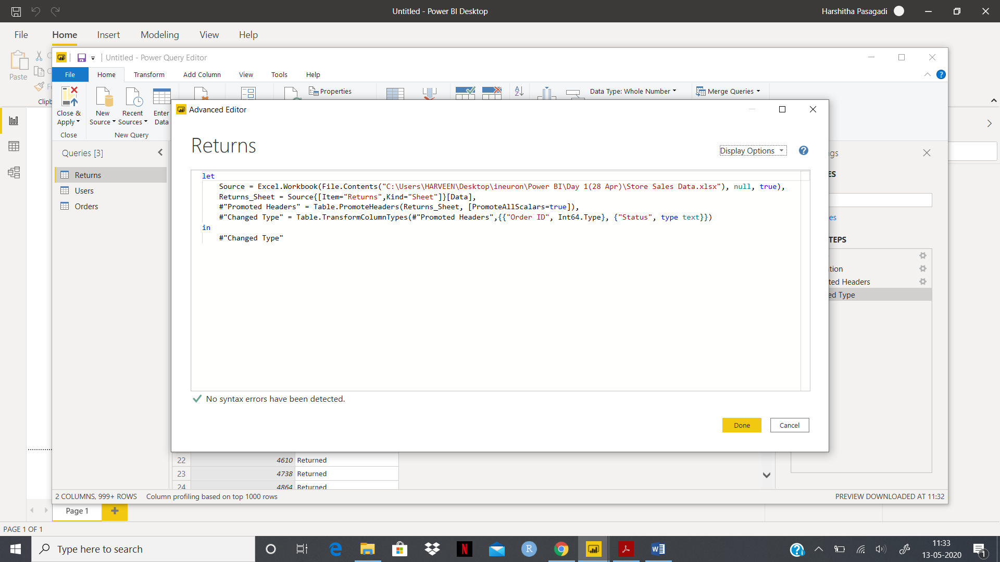 Untitled - Power BI Desktop
Harshitha Pasagadi
File Home Insert Modeling View Help
Paste
Untitled - Power Query Editor
File Home Transform Add Column View Tools Help
Properties
Data Type: Whole Number
Merge Queries
Close & Apply
New Source
Recent Sources
Enter Data
Close
New Query
Advanced Editor
Returns
Display Options
Queries [3]
Returns
Users
Orders
let
Source = Excel.Workbook(File.Contents("C:\Users\HARVEEN\Desktop\ineuron\Power BI\Day 1(28 Apr)\Store Sales Data.xlsx"), null, true),
Returns_Sheet = Source{[Item="Returns",Kind="Sheet"]}[Data],
#"Promoted Headers" = Table.PromoteHeaders(Returns_Sheet, [PromoteAllScalars=true]),
#"Changed Type" = Table.TransformColumnTypes(#"Promoted Headers",{{"Order ID", Int64.Type}, {"Status", type text}})
in
#"Changed Type"
No syntax errors have been detected.
Done Cancel
TEPS
tion
ted Headers
ed Type
22 4610 Returned
23 4738 Returned
24 4864 Returned
2 COLUMNS, 999+ ROWS Column profiling based on top 1000 rows
PREVIEW DOWNLOADED AT 11:32
Page 1
PAGE 1 OF 1
Type here to search
11:33
13-05-2020
1